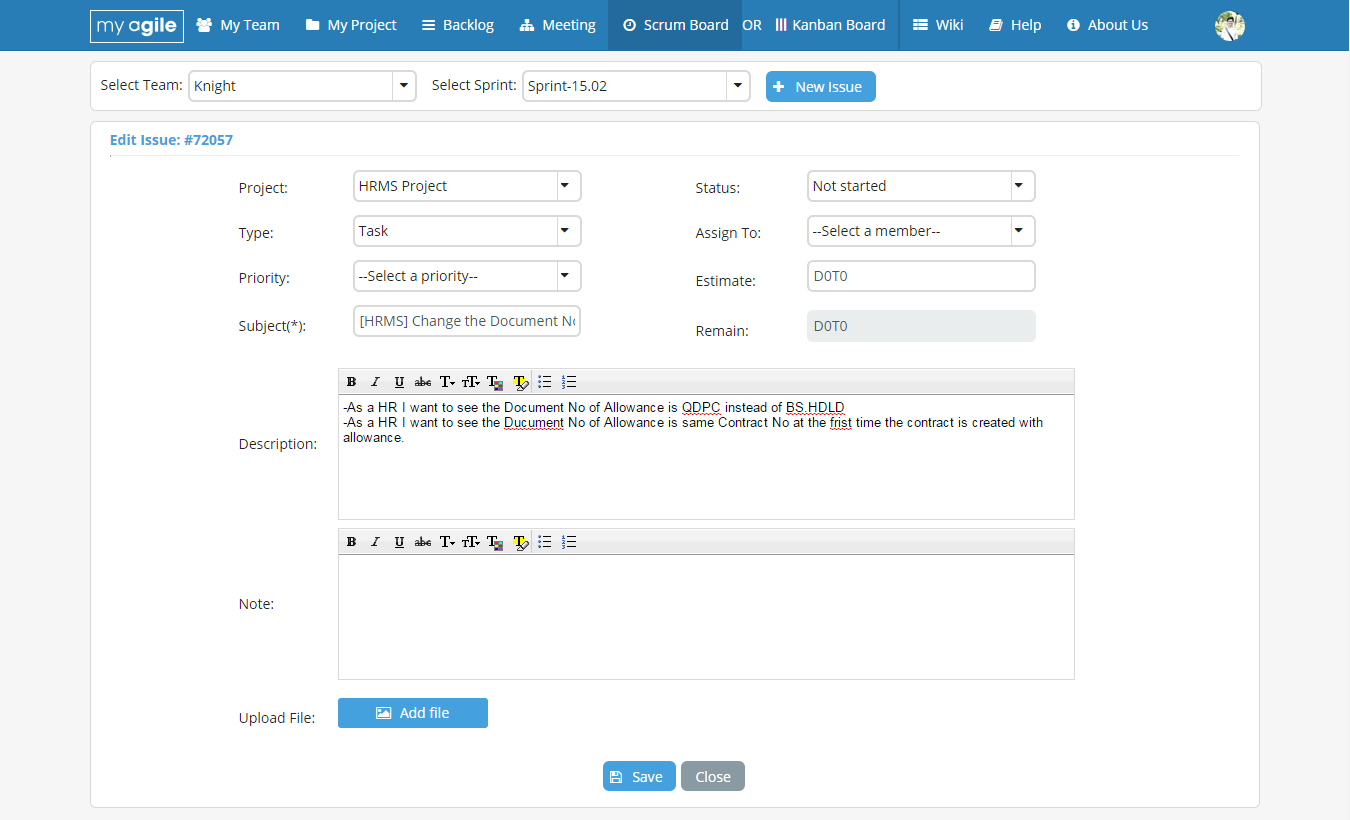 my agile My Team My Project Backlog Meeting Scrum Board OR Kanban Board Wiki Help About Us
Select Team: Knight Select Sprint: Sprint-15.02 New Issue
Edit Issue: #72057
Project: HRMS Project Status: Not started
Type: Task Assign To: --Select a member--
Priority: --Select a priority-- Estimate: D0T0
Subject(*): [HRMS] Change the Document No Remain: D0T0
B I U abc T TT T T
Description:
-As a HR I want to see the Document No of Allowance is QDPC instead of BS.HDLD
-As a HR I want to see the Ducument No of Allowance is same Contract No at the frist time the contract is created with
allowance.
B I U abc T TT T T
Note:
Upload File: Add file
Save Close